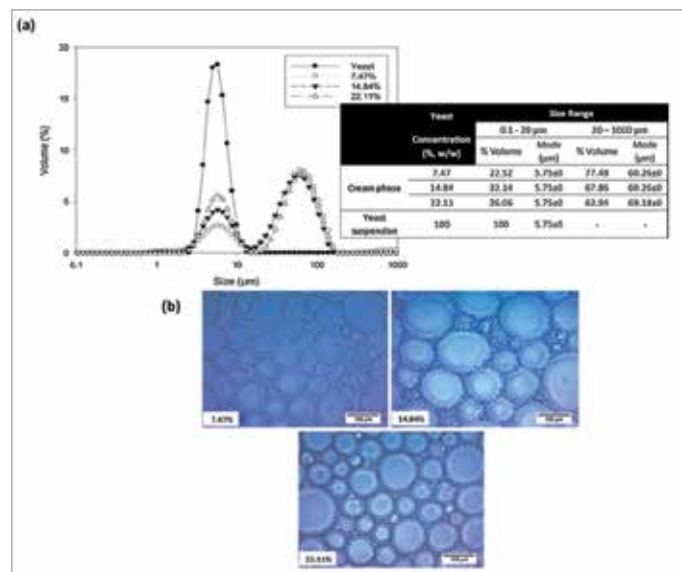 (a)
20
15
10
5
0
Volume (%)
0.1 1 10 100 1000
Size (µm)
Yeast
7.47%
14.84%
22.11%
Yeast Concentration (%, w/w)
Size Range
0.1 - 20 µm
20 - 1000 µm
% Volume
Mode (µm)
% Volume
Mode (µm)
Cream phase
7.47 22.52 5.75±0 77.48 60.26±0
14.84 32.14 5.75±0 67.86 60.26±0
22.11 36.06 5.75±0 63.94 69.18±0
Yeast suspension
100 100 5.75±0 - -
(b)
7.47%
14.84%